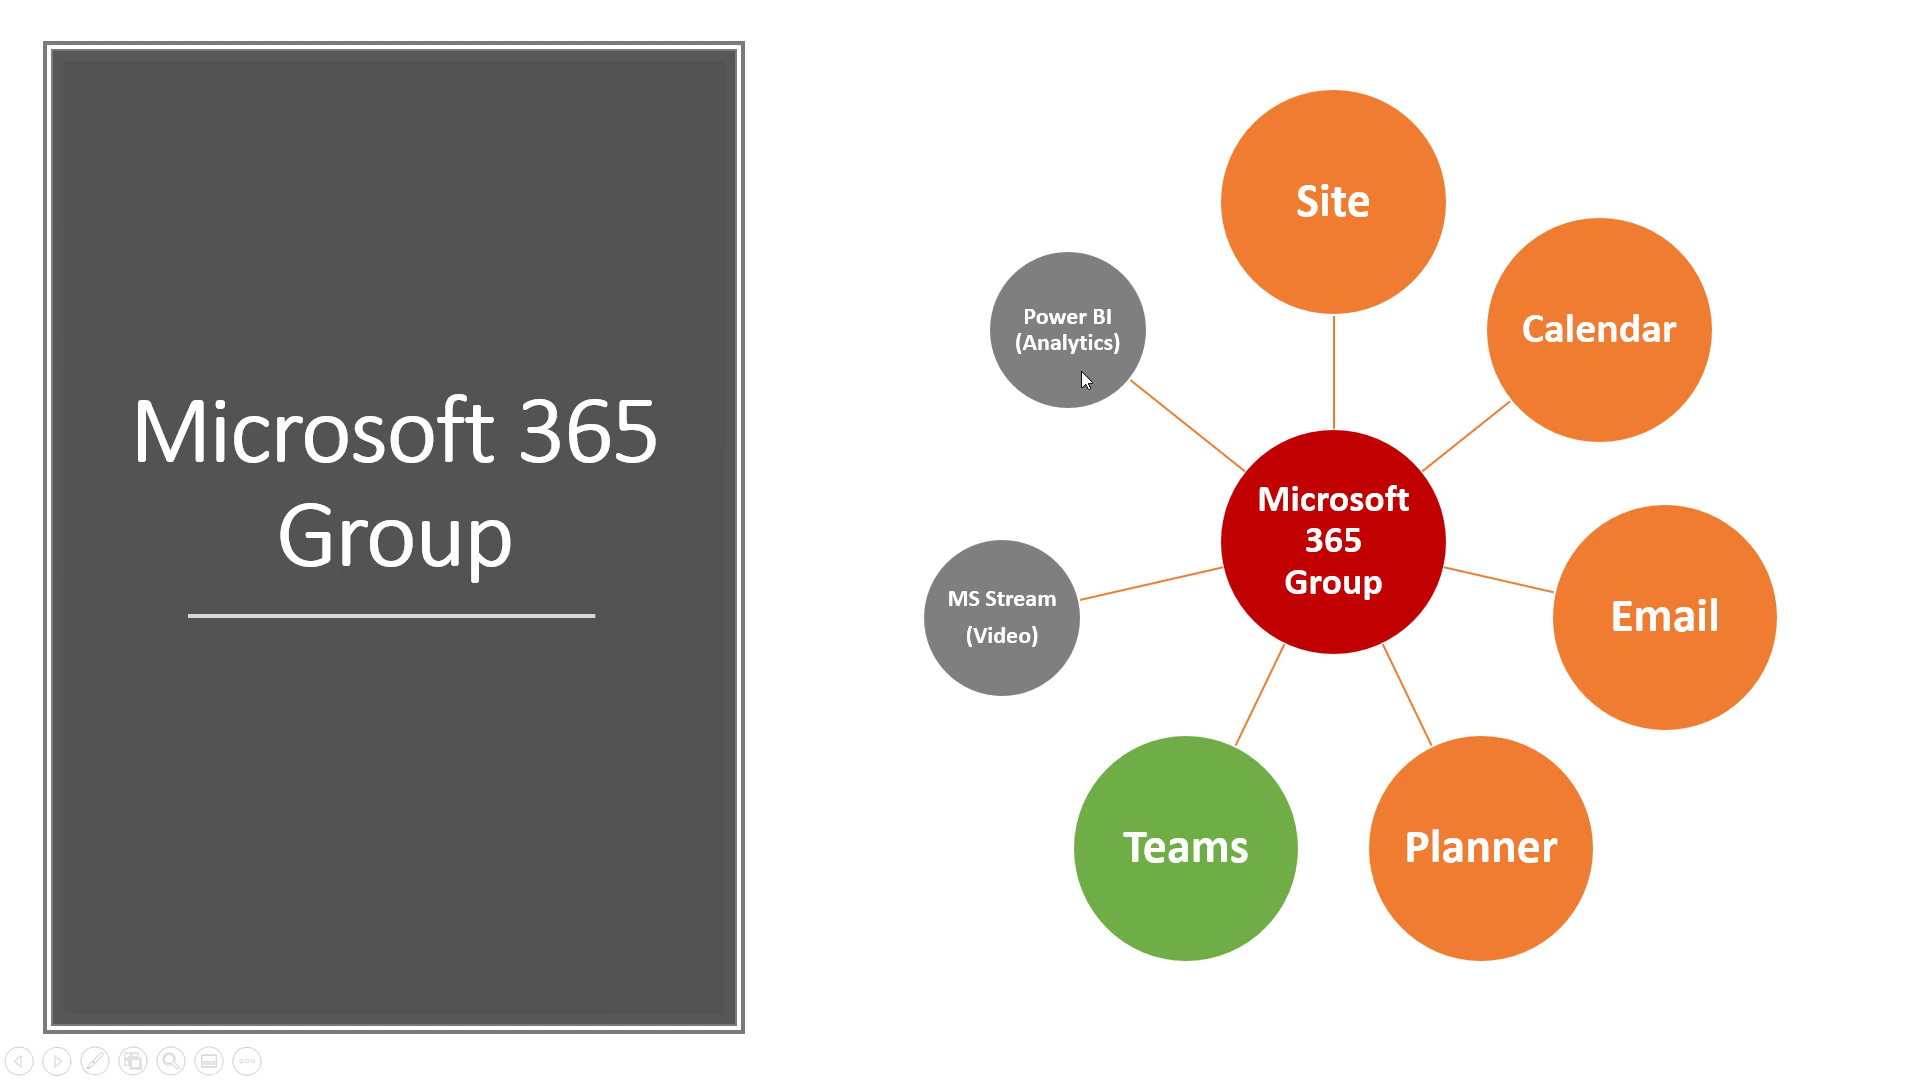 Microsoft 365
Group
Site
Calendar
Power BI
(Analytics)
Microsoft
365
Group
Email
MS Stream
(Video)
Teams
Planner